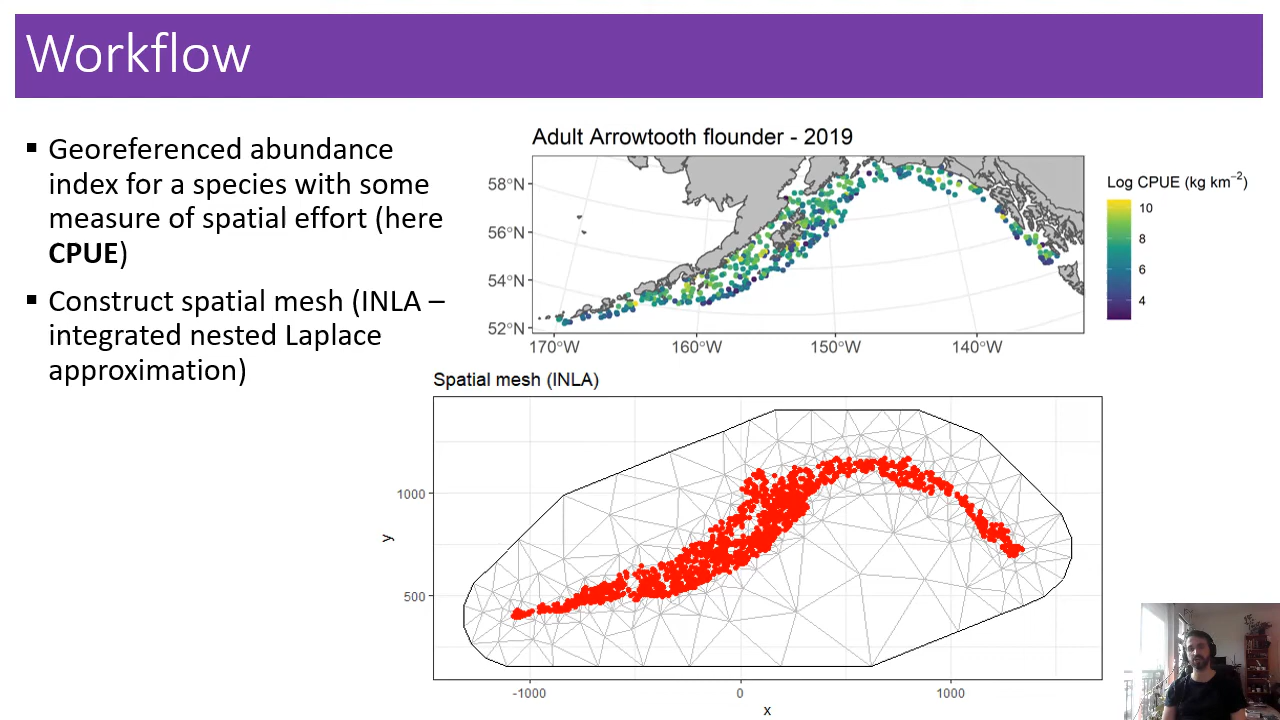 Workflow
▪ Georeferenced abundance
index for a species with some
measure of spatial effort (here
CPUE)
▪ Construct spatial mesh (INLA –
integrated nested Laplace
approximation)
Adult Arrowtooth flounder - 2019
58°N
56°N
54°N
52°N
170°W
160°W
150°W
140°W
Log CPUE (kg km⁻²)
10
8
6
4
Spatial mesh (INLA)
y
1000
500
-1000
0
1000
x